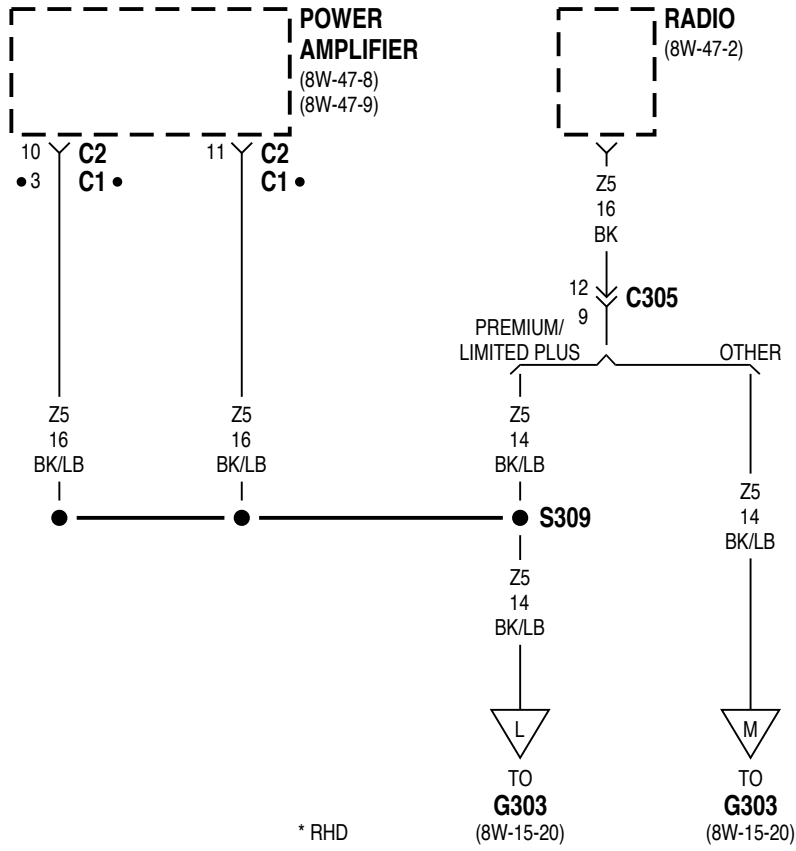 POWER
AMPLIFIER
(8W-47-8)
(8W-47-9)
RADIO
(8W-47-2)
10 C2
• 3 C1 •
11 C2
C1 •
Z5
16
BK
12
9
C305
PREMIUM/
LIMITED PLUS
OTHER
Z5
16
BK/LB
Z5
16
BK/LB
Z5
14
BK/LB
S309
Z5
14
BK/LB
Z5
14
BK/LB
L
TO
G303
(8W-15-20)
M
TO
G303
(8W-15-20)
* RHD